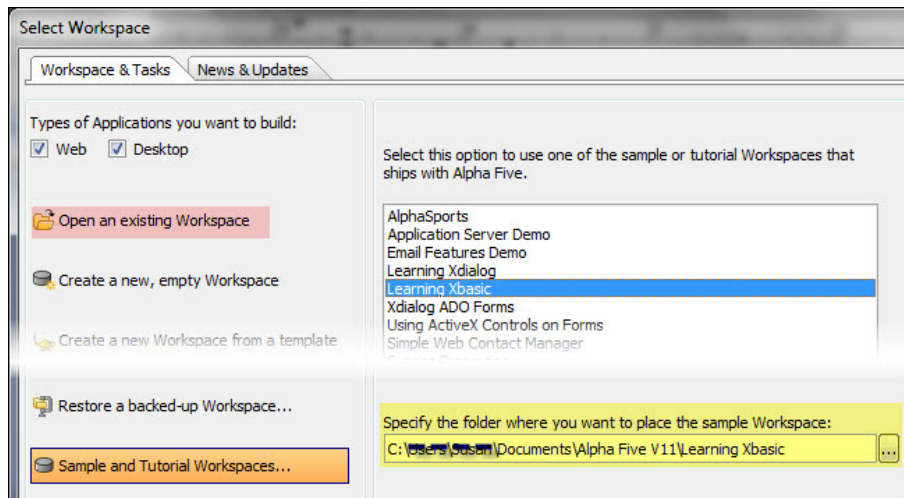 Select Workspace
Workspace & Tasks
News & Updates
Types of Applications you want to build:
Web
Desktop
Open an existing Workspace
Create a new, empty Workspace
Create a new Workspace from a template
Restore a backed-up Workspace...
Sample and Tutorial Workspaces...
Select this option to use one of the sample or tutorial Workspaces that
ships with Alpha Five.
AlphaSports
Application Server Demo
Email Features Demo
Learning Xdialog
Learning Xbasic
Xdialog ADO Forms
Using ActiveX Controls on Forms
Simple Web Contact Manager
Specify the folder where you want to place the sample Workspace:
C:\ \Documents\Alpha Five V11\Learning Xbasic
...